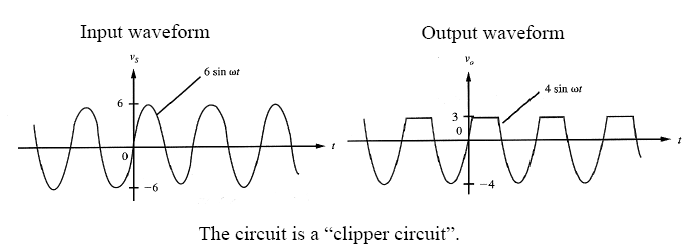 Input waveform
Output waveform
vs
6 sin ωt
6
0
t
−6
vo
4 sin ωt
3
0
t
−4
The circuit is a “clipper circuit”.